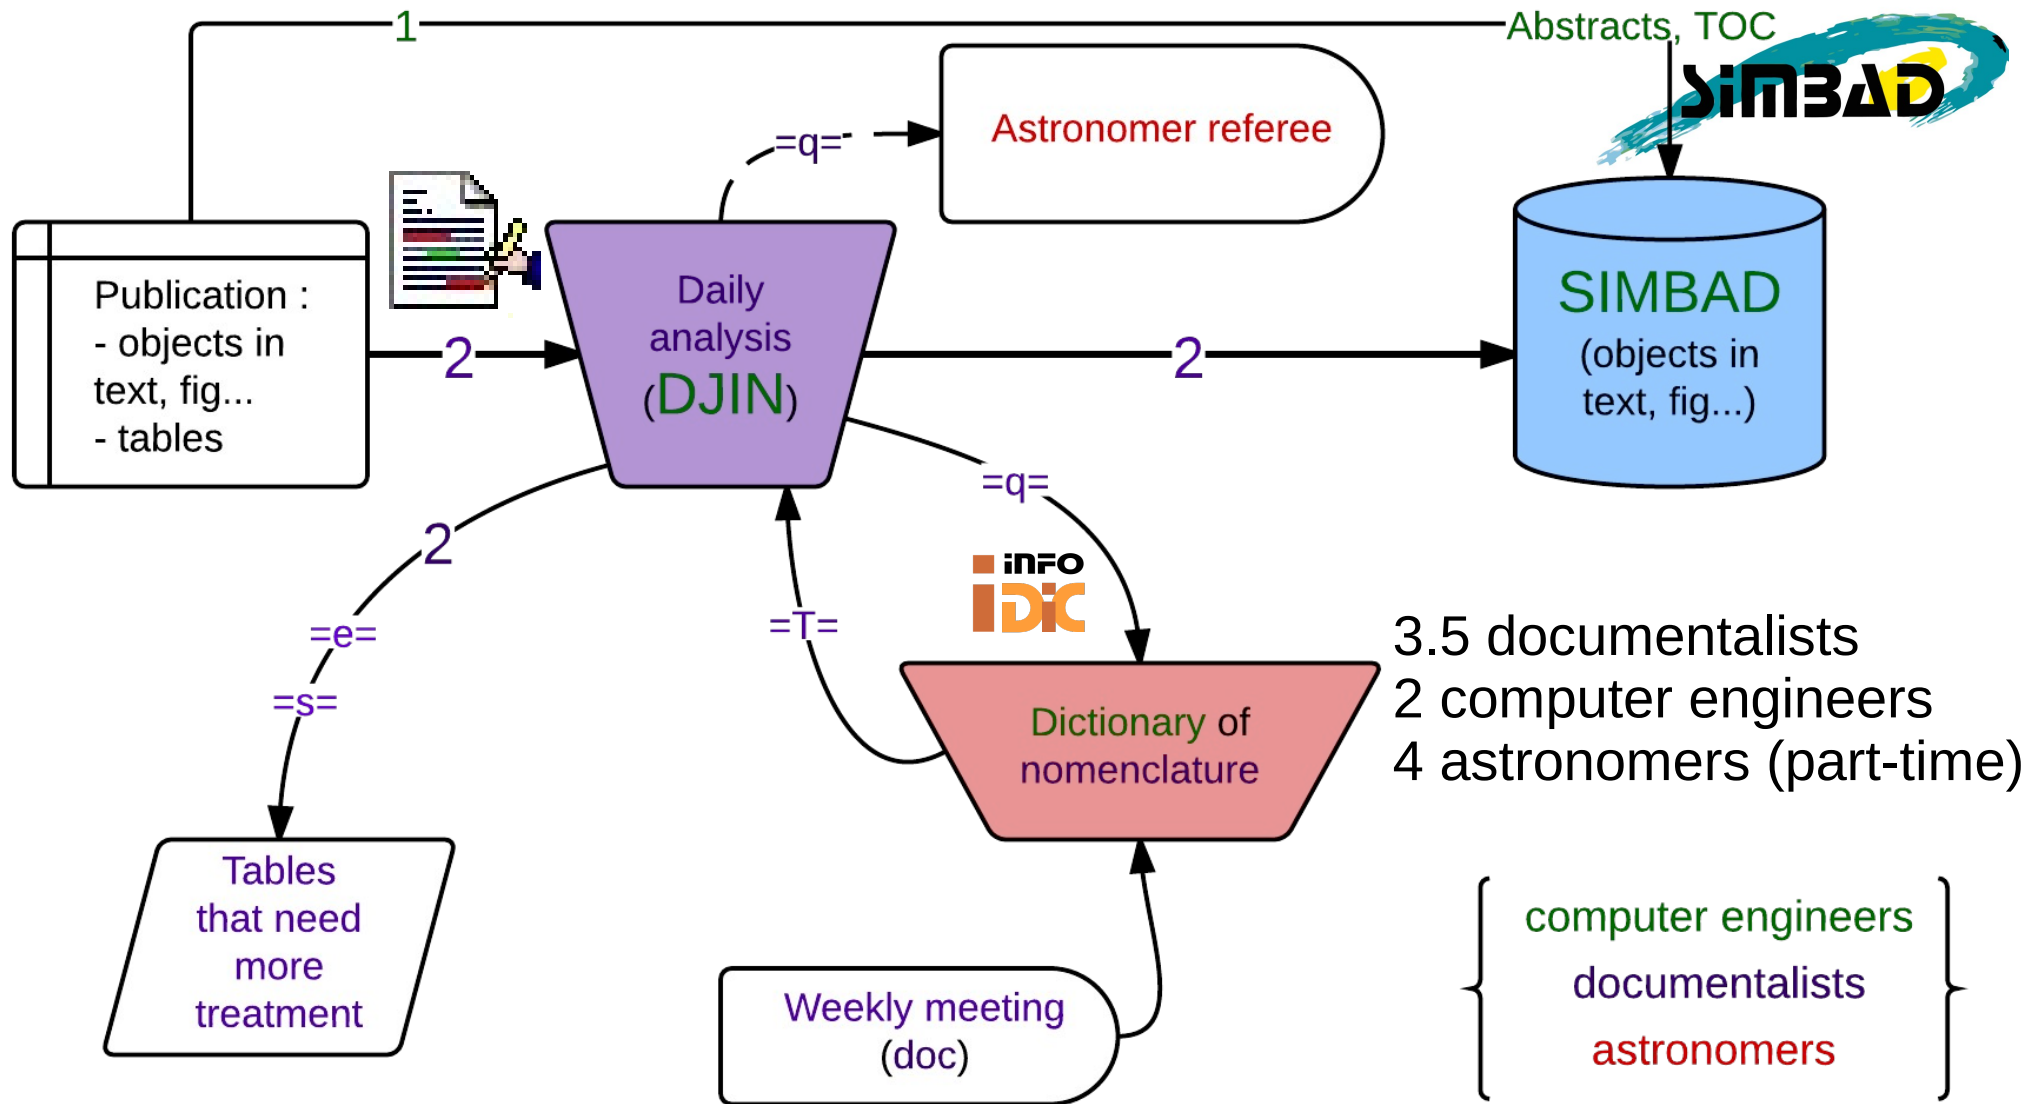 1
Abstracts, TOC
SiMBAD
=q=
Astronomer referee
Publication :
- objects in
text, fig...
- tables
2
Daily
analysis
(DJIN)
2
SIMBAD
(objects in
text, fig...)
=q=
2
=e=
=s=
=T=
iNFO
DiC
Dictionary of
nomenclature
3.5 documentalists
2 computer engineers
4 astronomers (part-time)
Tables
that need
more
treatment
Weekly meeting
(doc)
computer engineers
documentalists
astronomers